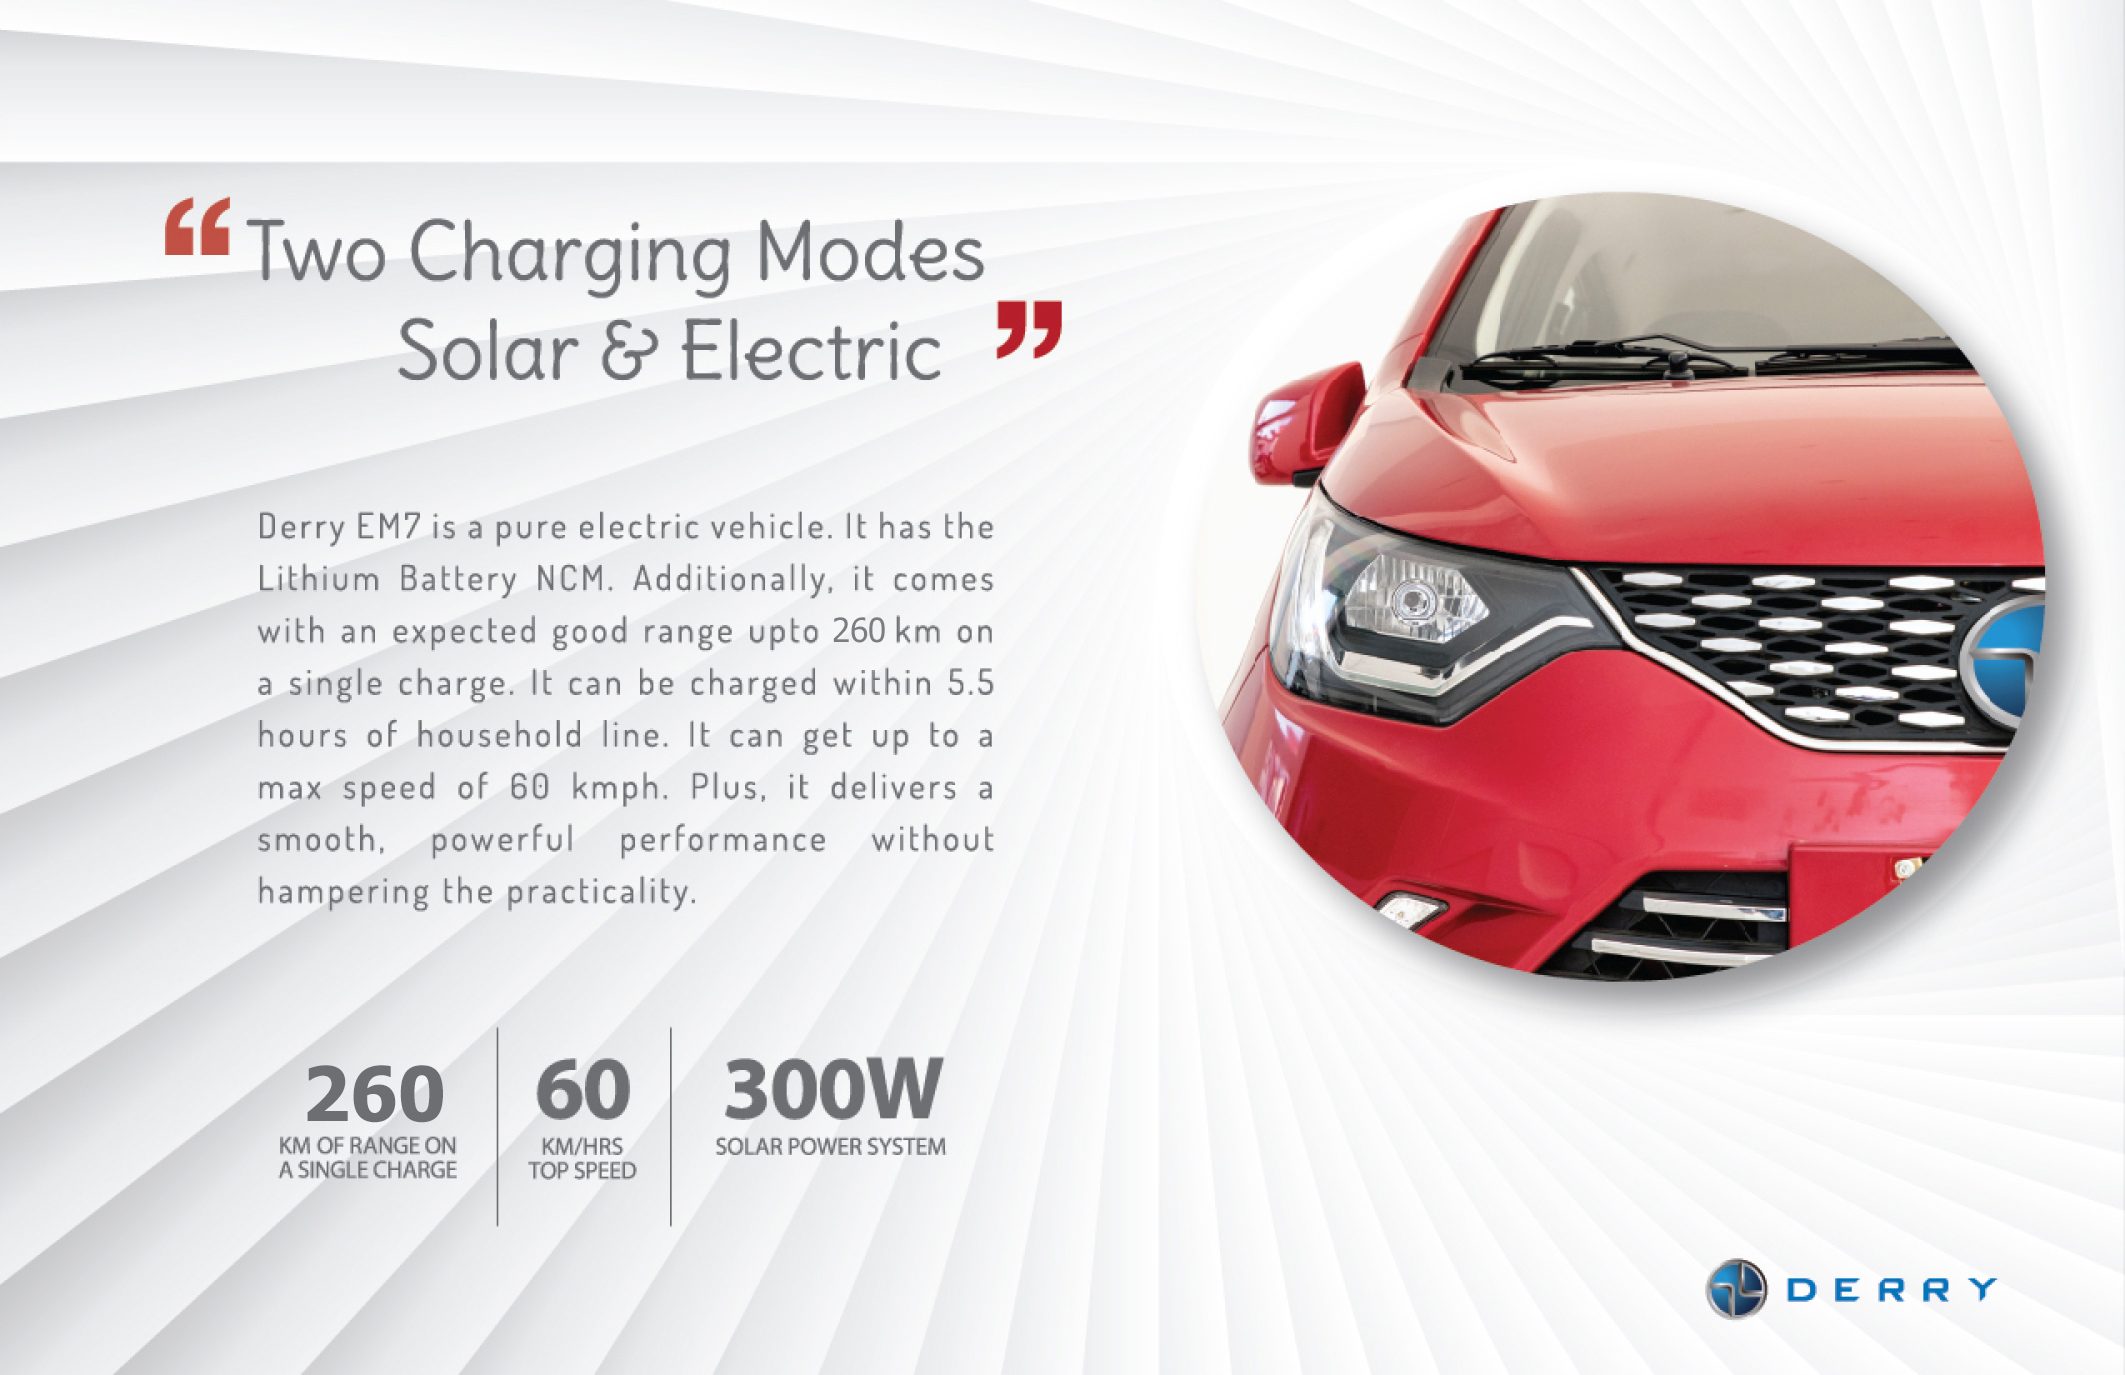 “Two Charging Modes
Solar & Electric”
Derry EM7 is a pure electric vehicle. It has the
Lithium Battery NCM. Additionally, it comes
with an expected good range upto 260 km on
a single charge. It can be charged within 5.5
hours of household line. It can get up to a
max speed of 60 kmph. Plus, it delivers a
smooth, powerful performance without
hampering the practicality.
260
KM OF RANGE ON
A SINGLE CHARGE
60
KM/HRS
TOP SPEED
300W
SOLAR POWER SYSTEM
DERRY